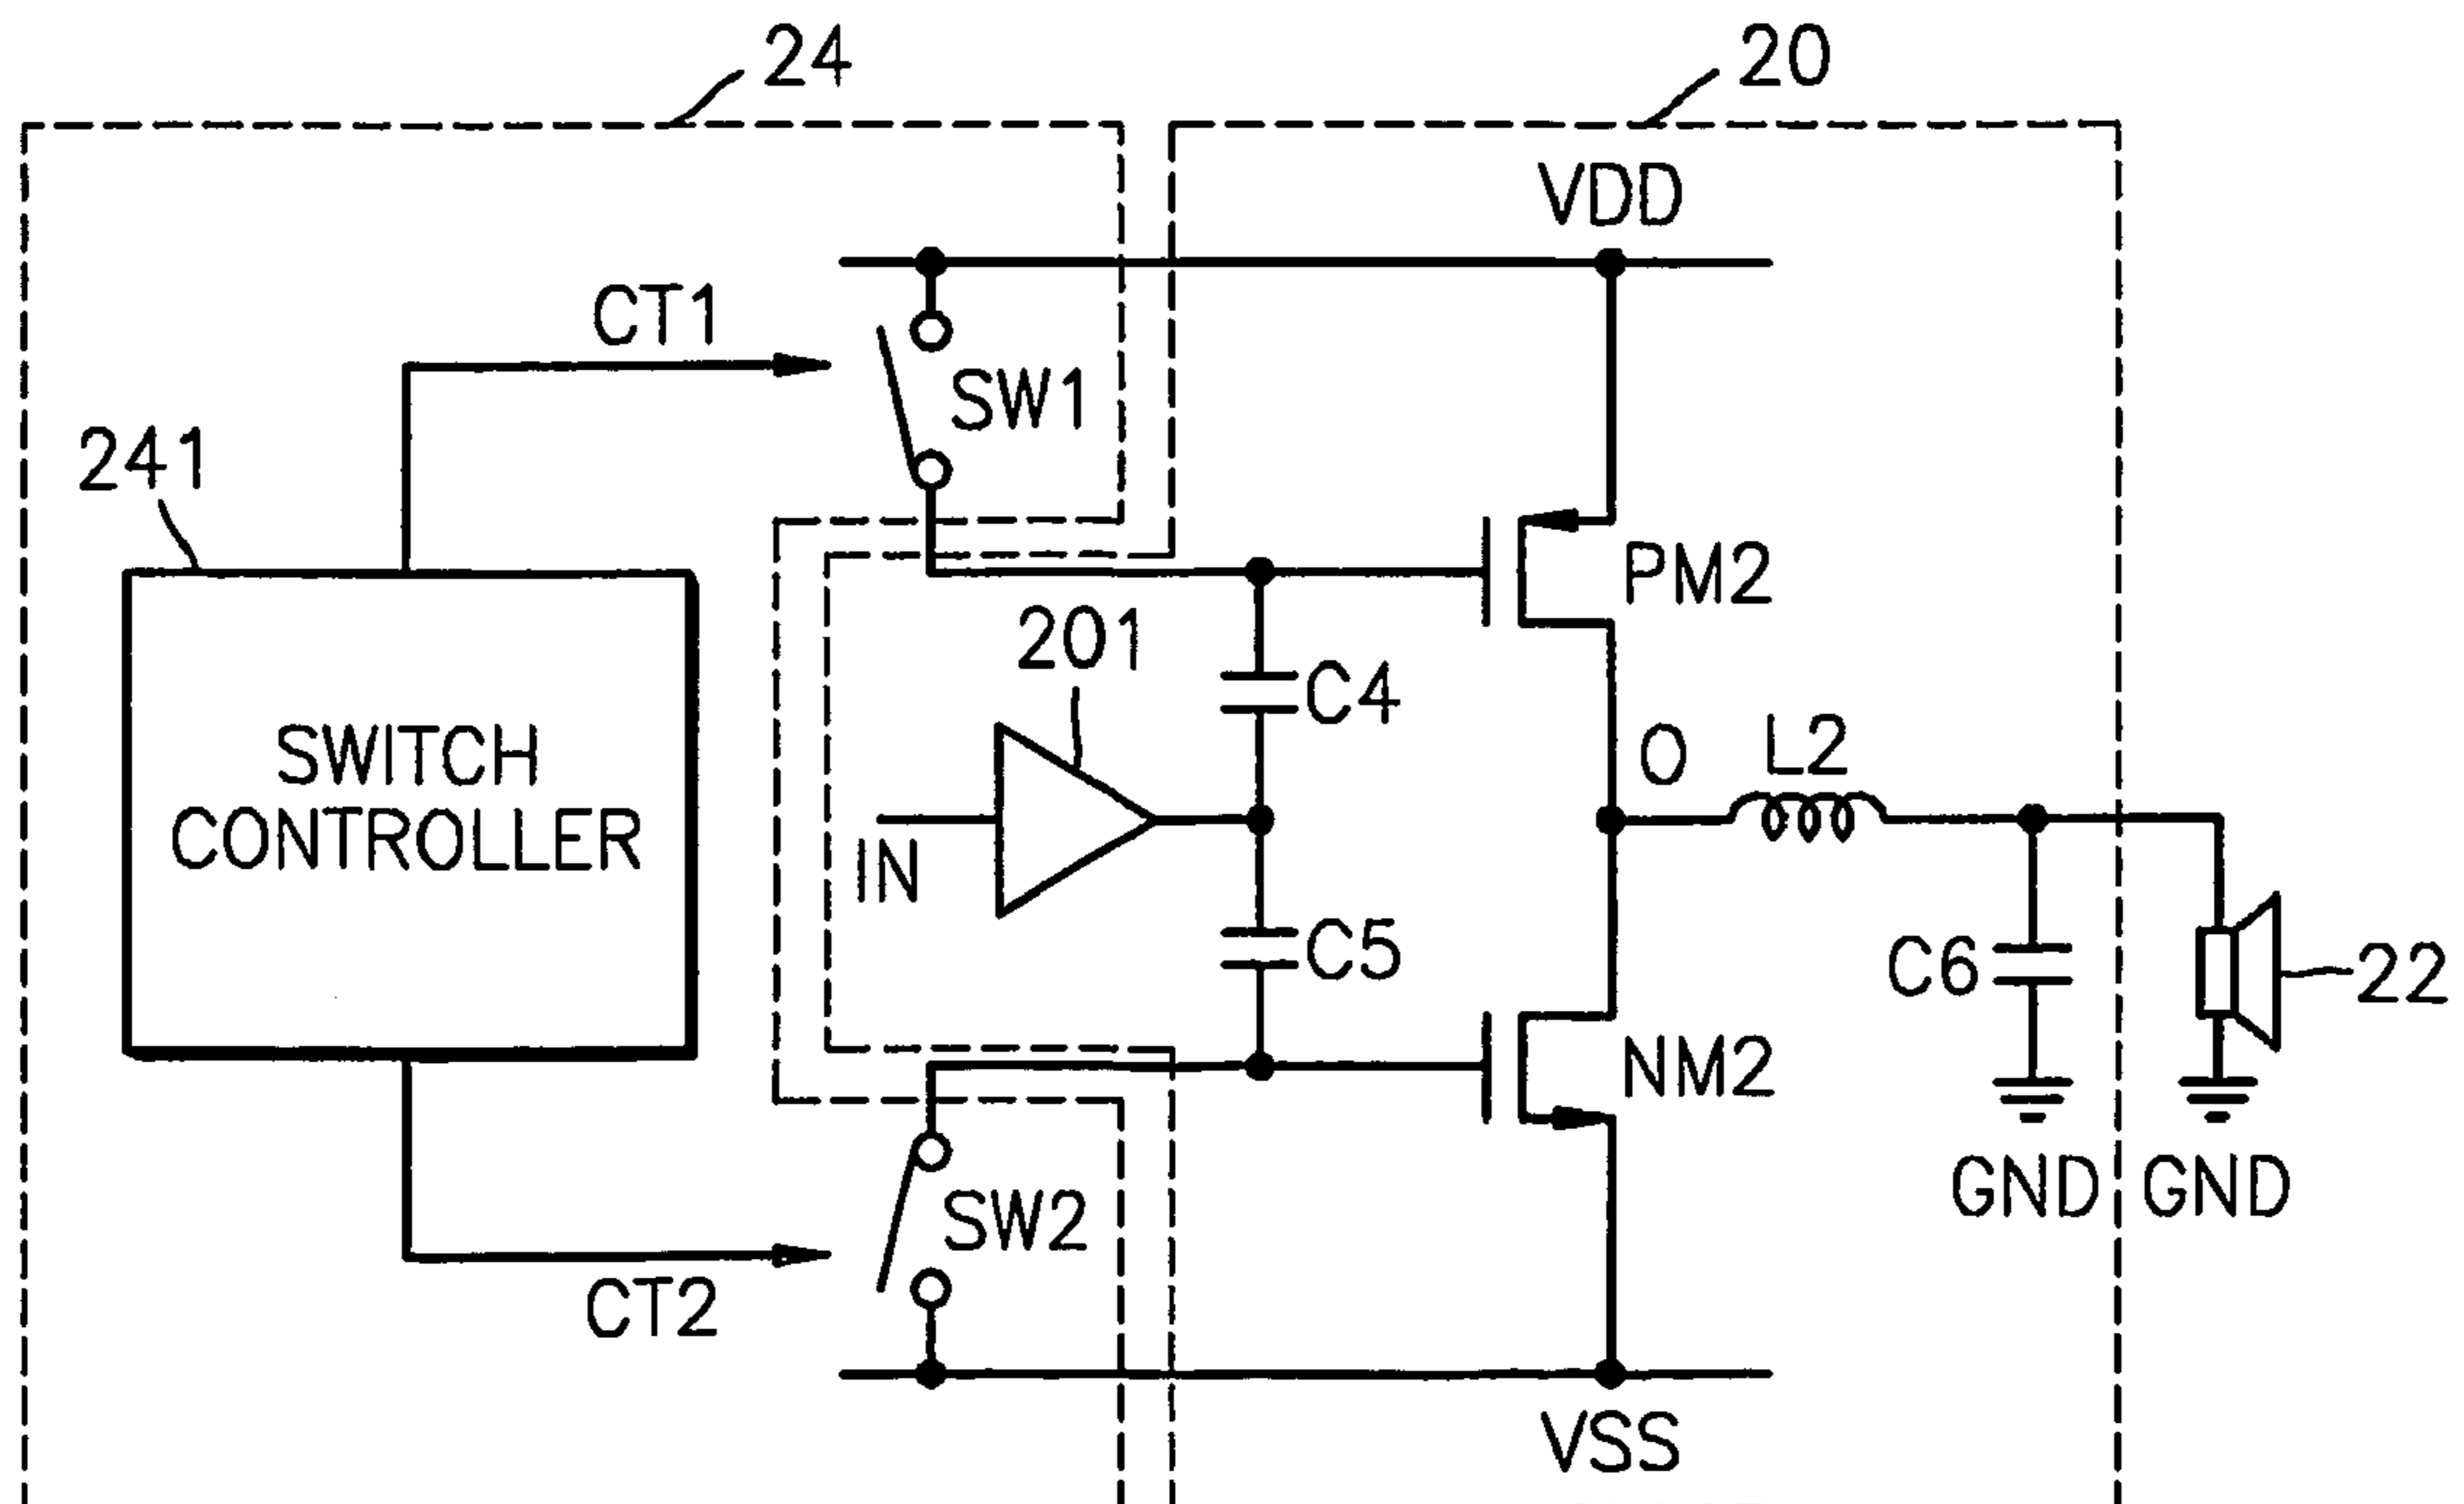 24
20
VDD
CT1
SW1
241
PM2
201
C4
SWITCH
CONTROLLER
O
L2
IN
C5
C6
22
NM2
SW2
GND
GND
CT2
VSS